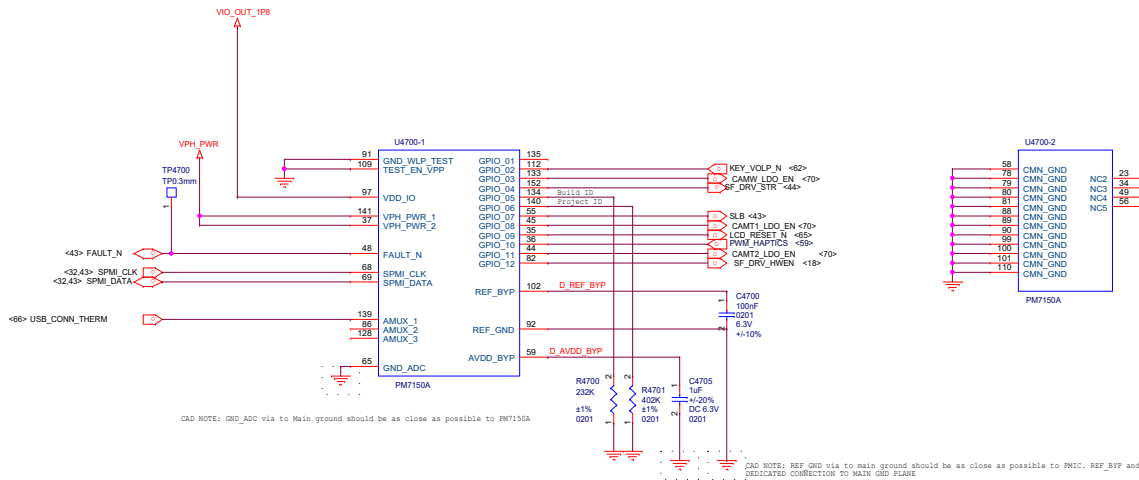 VIO_OUT_1P8
VPH_PWR
TP4700
TP0.3mm
1
U4700-1
91 GND_WLP_TEST
109 TEST_EN_VPP
97 VDD_IO
141 VPH_PWR_1
37 VPH_PWR_2
<43> FAULT_N 48 FAULT_N
<32,43> SPMI_CLK 68 SPMI_CLK
<32,43> SPMI_DATA 69 SPMI_DATA
<66> USB_CONN_THERM 139 AMUX_1
86 AMUX_2
128 AMUX_3
65 GND_ADC
PM7150A
GPIO_01 135
GPIO_02 112 KEY_VOLP_N <62>
GPIO_03 133 CAMW_LDO_EN <70>
GPIO_04 152 SF_DRV_STR <44>
GPIO_05 134 Build ID
GPIO_06 140 Project ID
GPIO_07 55 SLB <43>
GPIO_08 45 CAMT1_LDO_EN <70>
GPIO_09 35 LCD_RESET_N <65>
GPIO_10 36 PWM_HAPTICS <59>
GPIO_11 44 CAMT2_LDO_EN <70>
GPIO_12 82 SF_DRV_HWEN <18>
REF_BYP 102 D_REF_BYP
REF_GND 92
AVDD_BYP 59 D_AVDD_BYP
1
C4700
100nF
0201
6.3V
+/-10%
2
2
R4700
232K
±1%
0201
1
2
R4701
402K
±1%
0201
1
1
C4705
1uF
+/-20%
DC 6.3V
0201
2
CAD NOTE: GND_ADC via to Main ground should be as close as possible to PM7150A
CAD NOTE: REF_GND via to main ground should be as close as possible to PMIC. REF_BYP and
DEDICATED CONNECTION TO MAIN GND PLANE
U4700-2
58 CMN_GND
78 CMN_GND NC2 23
79 CMN_GND NC3 34
80 CMN_GND NC4 49
81 CMN_GND NC5 56
88 CMN_GND
89 CMN_GND
90 CMN_GND
99 CMN_GND
100 CMN_GND
101 CMN_GND
110 CMN_GND
PM7150A